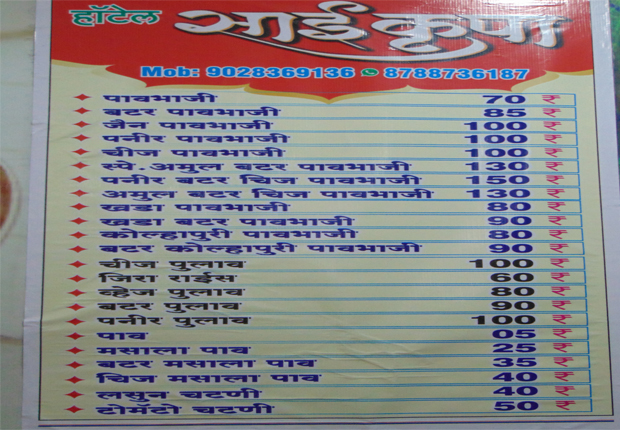 हॉटेल साई कृपा
Mob: 9028369136 8788736187
पावभाजी 70 ₹
बटर पावभाजी 85 ₹
जैन पावभाजी 100 ₹
पनीर पावभाजी 100 ₹
चीज पावभाजी 100 ₹
स्पे. अमुल बटर पावभाजी 130 ₹
पनीर बटर चिज पावभाजी 150 ₹
अमुल बटर चिज पावभाजी 130 ₹
खडा पावभाजी 80 ₹
खडा बटर पावभाजी 90 ₹
कोल्हापुरी पावभाजी 80 ₹
बटर कोल्हापुरी पावभाजी 90 ₹
चीज पुलाव 100 ₹
जिरा राईस 60 ₹
व्हेज पुलाव 80 ₹
बटर पुलाव 90 ₹
पनीर पुलाव 100 ₹
पाव 05 ₹
मसाला पाव 25 ₹
बटर मसाला पाव 35 ₹
चिज मसाला पाव 40 ₹
लसुन चटणी 40 ₹
टोमॅटो चटणी 50 ₹